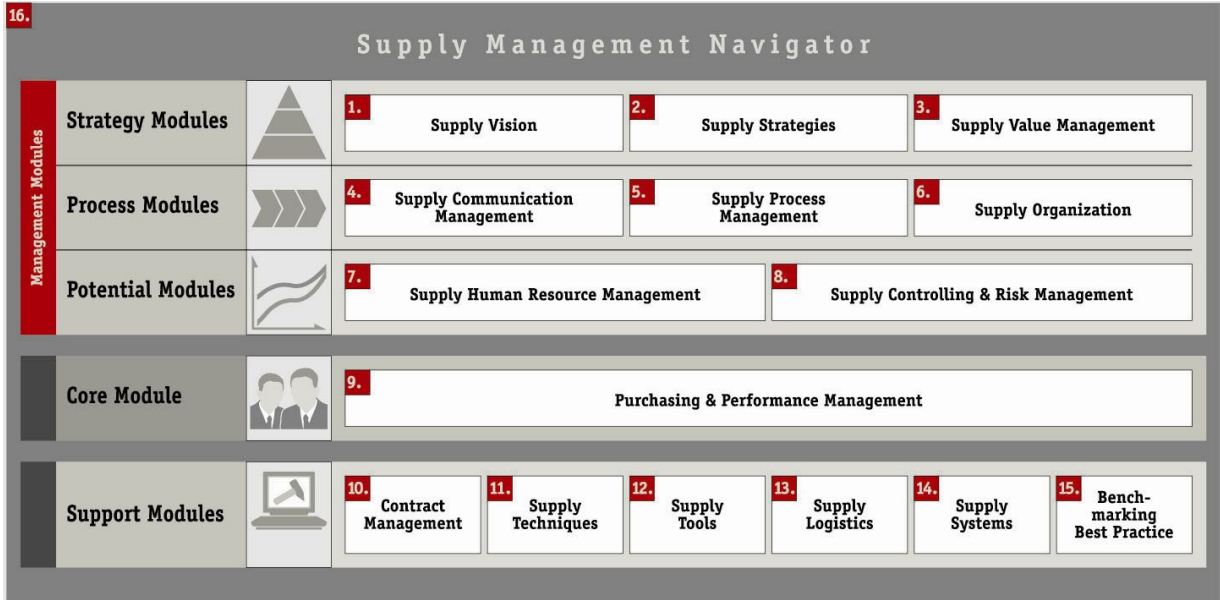 16.
Supply Management Navigator
Management Modules
Strategy Modules
1.
Supply Vision
2.
Supply Strategies
3.
Supply Value Management
Process Modules
4.
Supply Communication
Management
5.
Supply Process
Management
6.
Supply Organization
Potential Modules
7.
Supply Human Resource Management
8.
Supply Controlling & Risk Management
Core Module
9.
Purchasing & Performance Management
Support Modules
10.
Contract
Management
11.
Supply
Techniques
12.
Supply
Tools
13.
Supply
Logistics
14.
Supply
Systems
15.
Bench-
marking
Best Practice